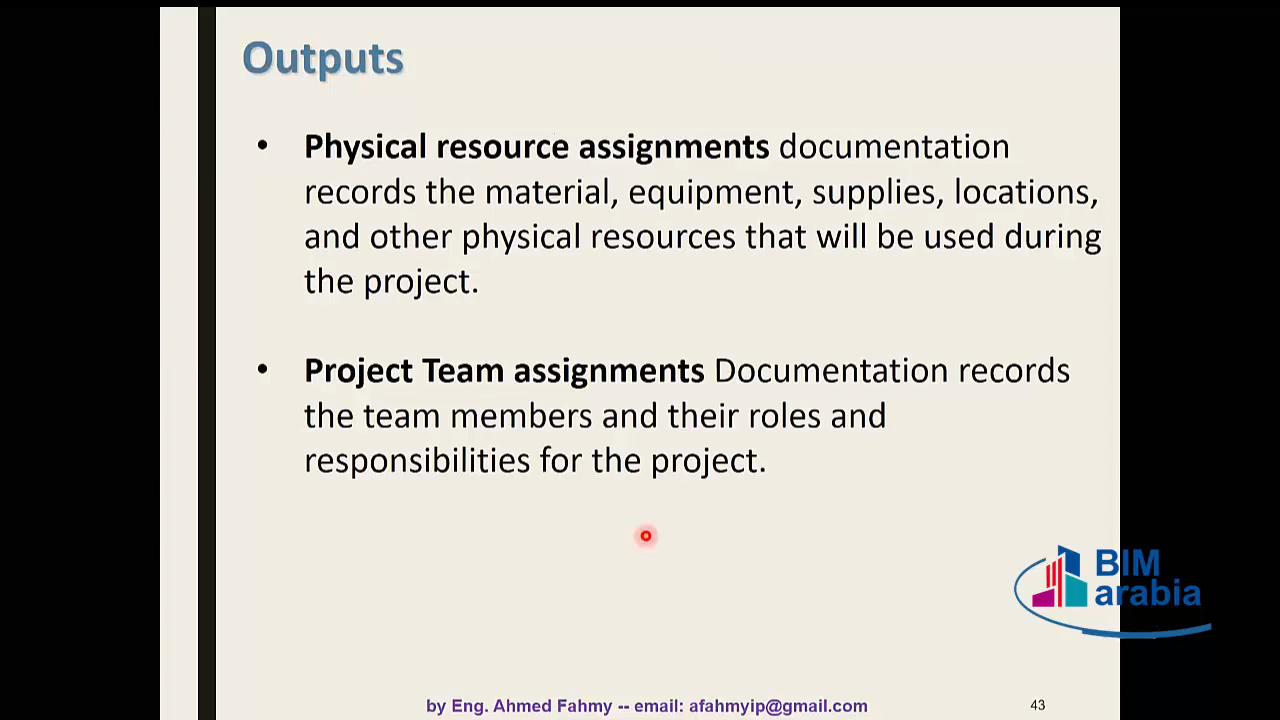 Outputs
• Physical resource assignments documentation
records the material, equipment, supplies, locations,
and other physical resources that will be used during
the project.
• Project Team assignments Documentation records
the team members and their roles and
responsibilities for the project.
BIM
arabia
by Eng. Ahmed Fahmy -- email: afahmyip@gmail.com
43